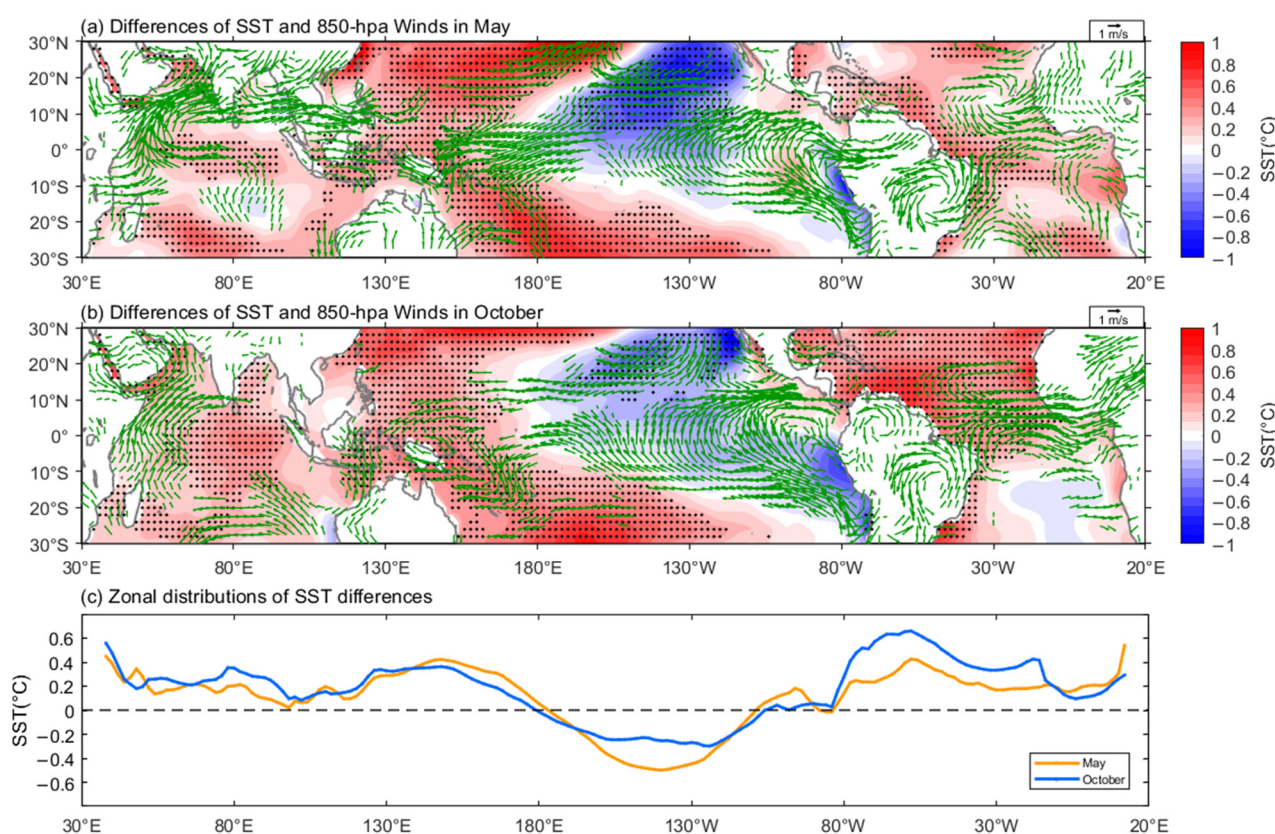 (a) Differences of SST and 850-hpa Winds in May
1 m/s
30°N
20°N
10°N
0°
10°S
20°S
30°S
30°E 80°E 130°E 180°E 130°W 80°W 30°W 20°E
1
0.8
0.6
0.4
0.2
0
−0.2
−0.4
−0.6
−0.8
−1
SST(°C)
(b) Differences of SST and 850-hpa Winds in October
1 m/s
30°N
20°N
10°N
0°
10°S
20°S
30°S
30°E 80°E 130°E 180°E 130°W 80°W 30°W 20°E
1
0.8
0.6
0.4
0.2
0
−0.2
−0.4
−0.6
−0.8
−1
SST(°C)
(c) Zonal distributions of SST differences
SST(°C)
0.6
0.4
0.2
0
−0.2
−0.4
−0.6
May
October
30°E 80°E 130°E 180°E 130°W 80°W 30°W 20°E